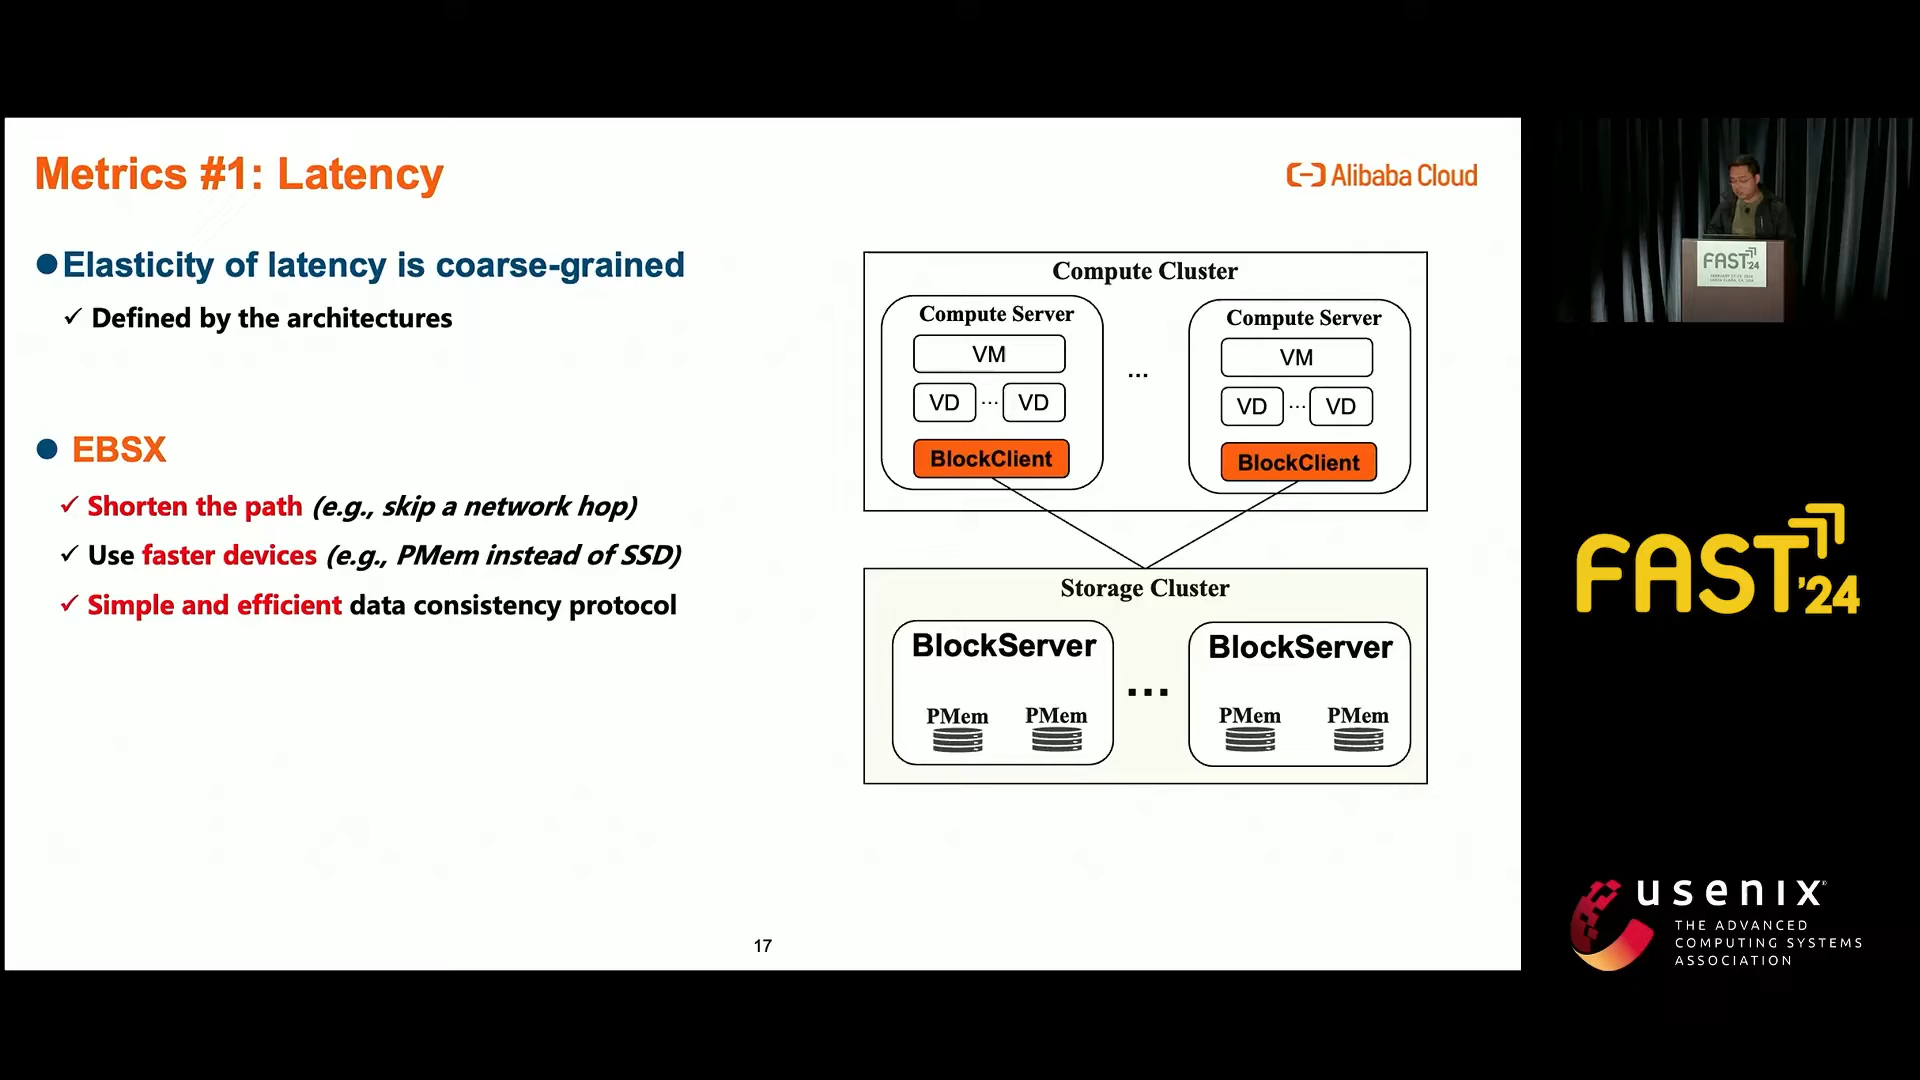 Metrics #1: Latency
Alibaba Cloud
Elasticity of latency is coarse-grained
✓ Defined by the architectures
EBSX
✓ Shorten the path (e.g., skip a network hop)
✓ Use faster devices (e.g., PMem instead of SSD)
✓ Simple and efficient data consistency protocol
Compute Cluster
Compute Server
VM
VD ... VD
BlockClient
...
Compute Server
VM
VD ... VD
BlockClient
Storage Cluster
BlockServer
PMem PMem
...
BlockServer
PMem PMem
17
FAST '24
FAST '24
usenix
THE ADVANCED
COMPUTING SYSTEMS
ASSOCIATION